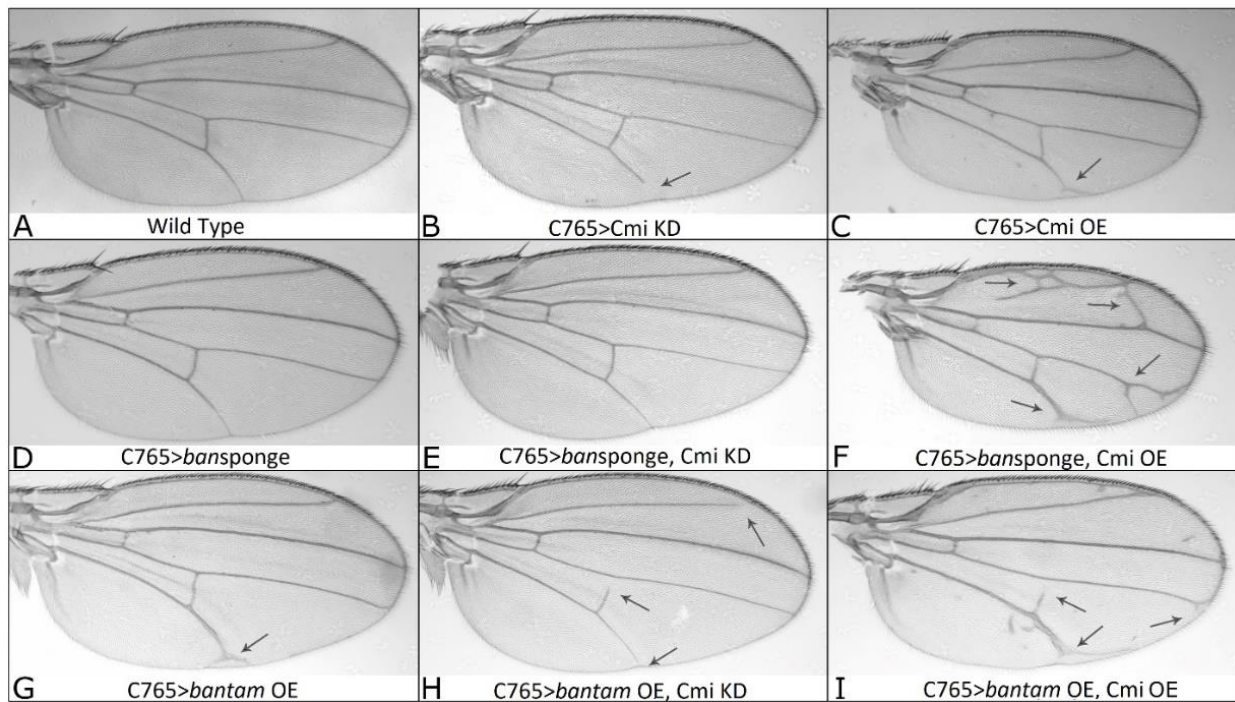 A Wild Type
B C765>Cmi KD
C C765>Cmi OE
D C765>bansponge
E C765>bansponge, Cmi KD
F C765>bansponge, Cmi OE
G C765>bantam OE
H C765>bantam OE, Cmi KD
I C765>bantam OE, Cmi OE